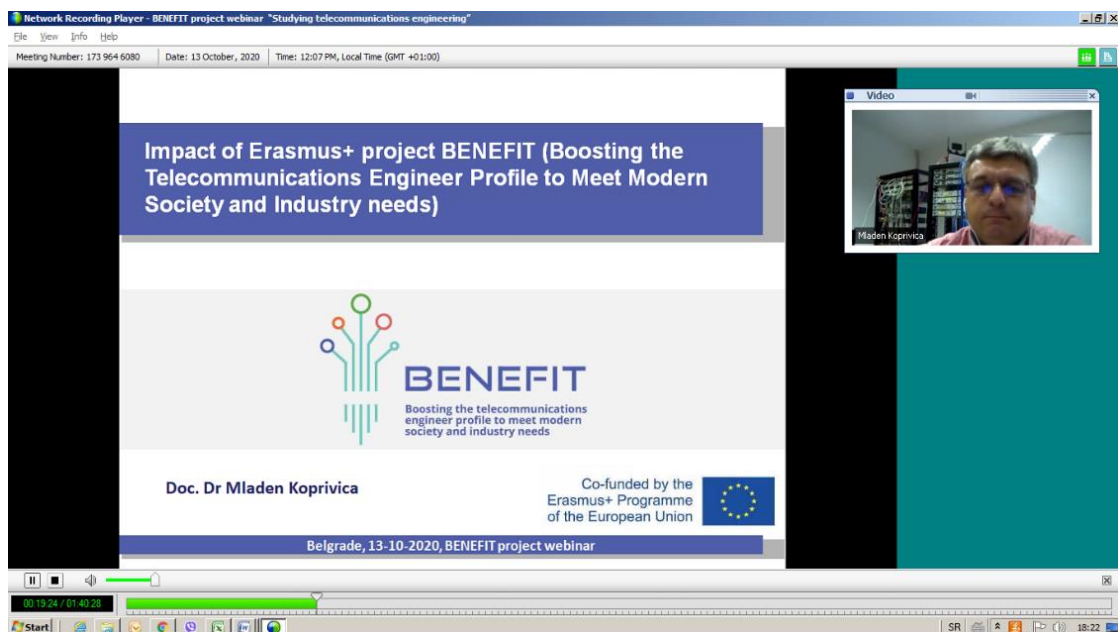 Network Recording Player - BENEFIT project webinar "Studying telecommunications engineering"
File View Info Help
Meeting Number: 173 964 6080 Date: 13 October, 2020 Time: 12:07 PM, Local Time (GMT +01:00)
Impact of Erasmus+ project BENEFIT (Boosting the
Telecommunications Engineer Profile to Meet Modern
Society and Industry needs)
Video
Mladen Koprivica
BENEFIT
Boosting the telecommunications
engineer profile to meet modern
society and industry needs
Doc. Dr Mladen Koprivica
Co-funded by the
Erasmus+ Programme
of the European Union
Belgrade, 13-10-2020, BENEFIT project webinar
00:19:24 / 01:40:28
Start
SR
18:22